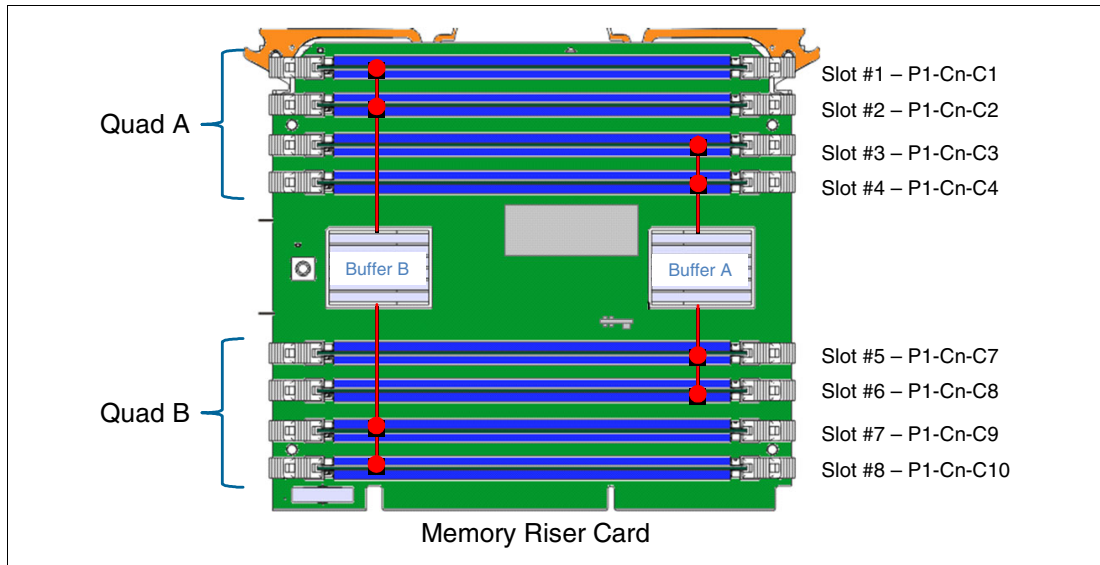 Slot #1 – P1-Cn-C1
Slot #2 – P1-Cn-C2
Quad A
Slot #3 – P1-Cn-C3
Slot #4 – P1-Cn-C4
Buffer B
Buffer A
Slot #5 – P1-Cn-C7
Slot #6 – P1-Cn-C8
Quad B
Slot #7 – P1-Cn-C9
Slot #8 – P1-Cn-C10
Memory Riser Card